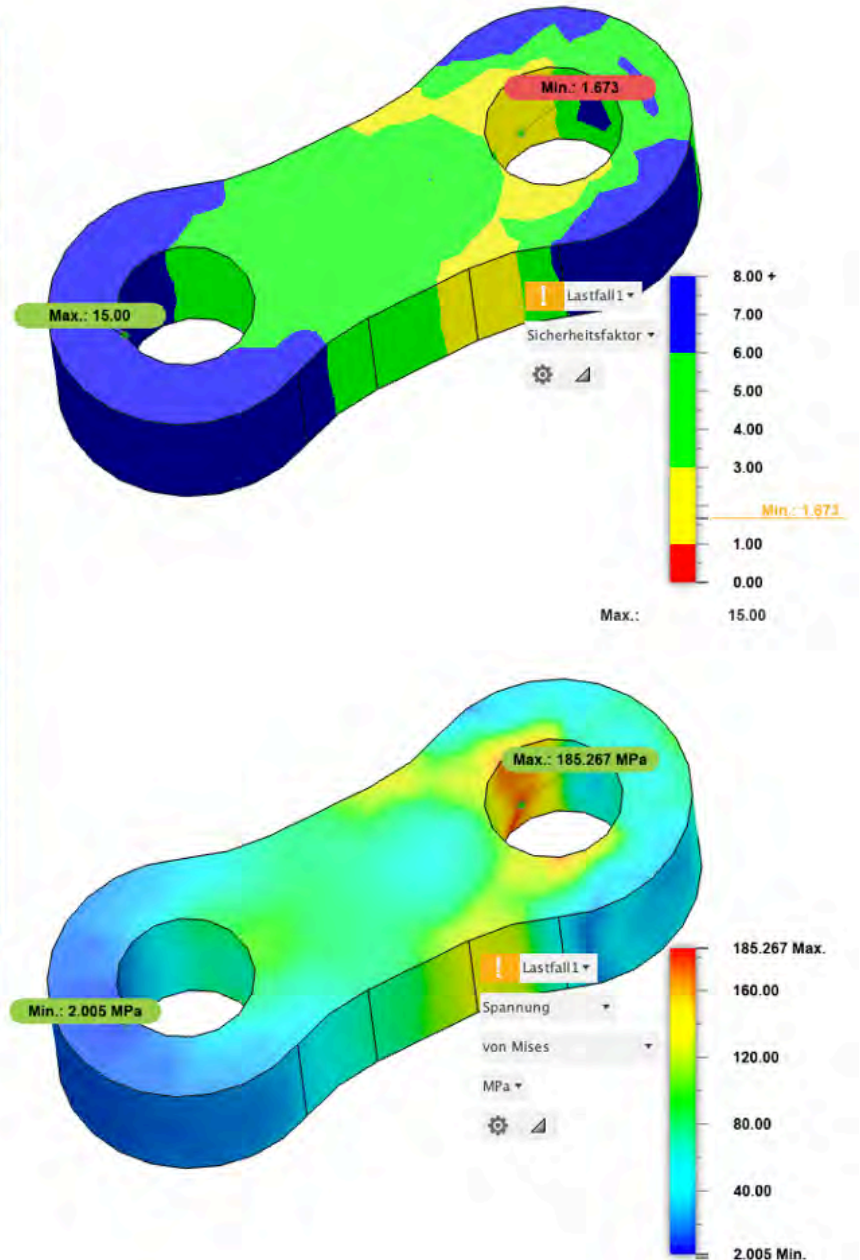 Min.: 1.673
Max.: 15.00
Lastfall1
Sicherheitsfaktor
8.00 +
7.00
6.00
5.00
4.00
3.00
Min.: 1.673
1.00
0.00
Max.: 15.00
Max.: 185.267 MPa
Min.: 2.005 MPa
Lastfall1
Spannung
von Mises
MPa
185.267 Max.
160.00
120.00
80.00
40.00
2.005 Min.